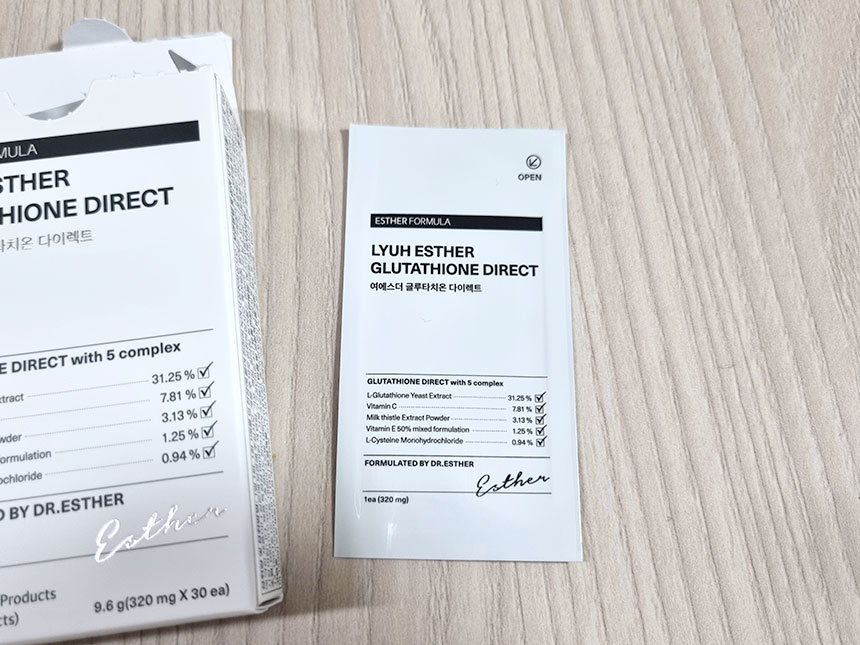 MULA
STHER
HIONE DIRECT
치온 다이렉트
E DIRECT with 5 complex
xtract 31.25 %
7.81 %
wder 3.13 %
ormulation 1.25 %
ochloride 0.94 %
D BY DR.ESTHER
Esther
Products
cts)
9.6 g(320 mg X 30 ea)
OPEN
ESTHER FORMULA
LYUH ESTHER
GLUTATHIONE DIRECT
여에스더 글루타치온 다이렉트
GLUTATHIONE DIRECT with 5 complex
L-Glutathione Yeast Extract 31.25 %
Vitamin C 7.81 %
Milk thistle Extract Powder 3.13 %
Vitamin E 50% mixed formulation 1.25 %
L-Cysteine Monohydrochloride 0.94 %
FORMULATED BY DR.ESTHER
Esther
1ea (320 mg)